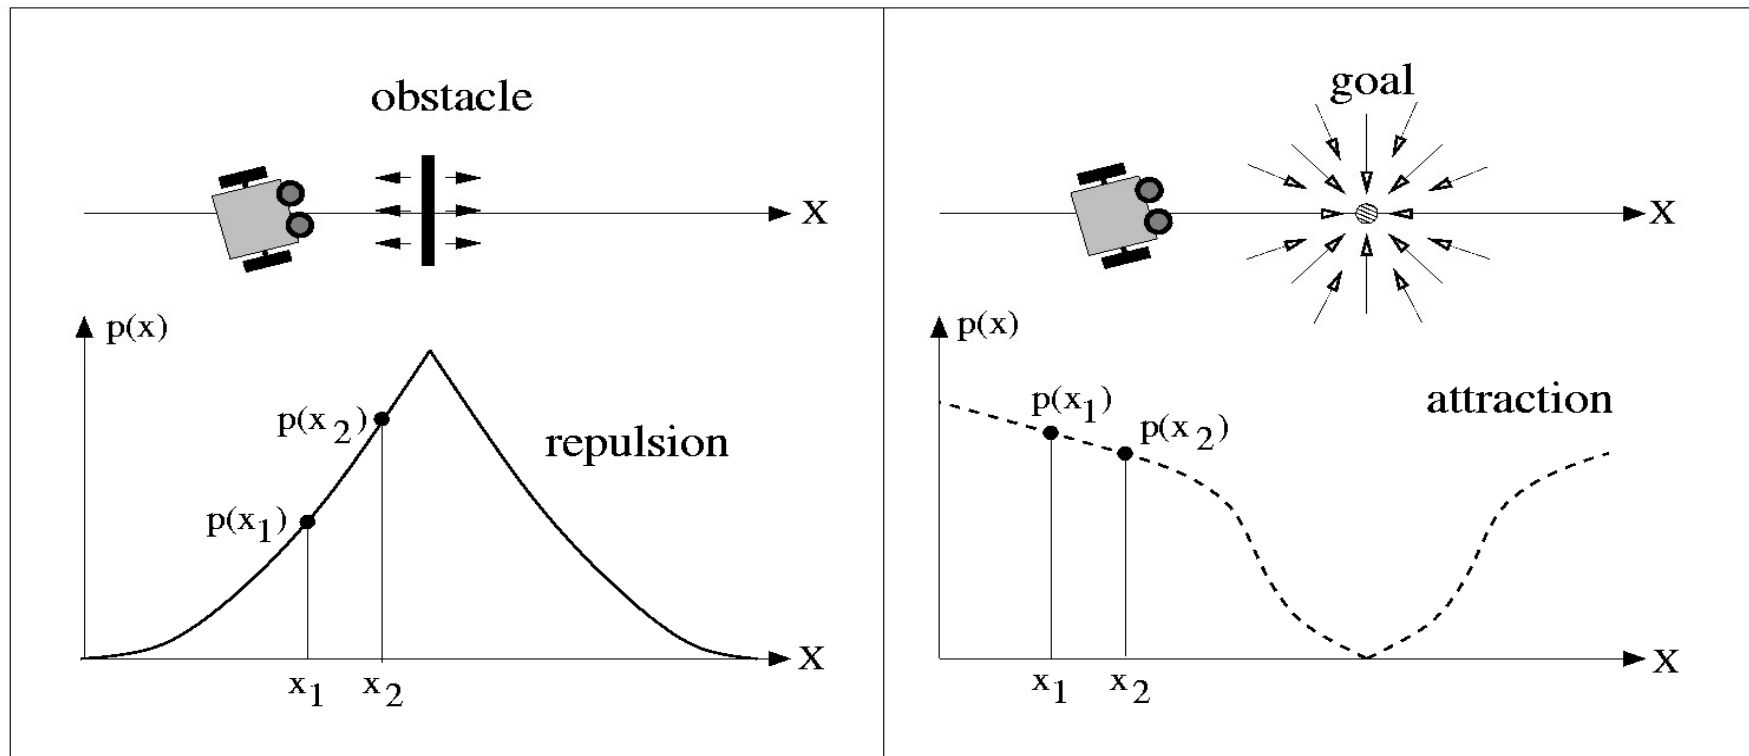 obstacle
X
p(x)
p(x₂)
repulsion
p(x₁)
X
x₁ x₂
goal
X
p(x)
p(x₁)
attraction
p(x₂)
X
x₁ x₂